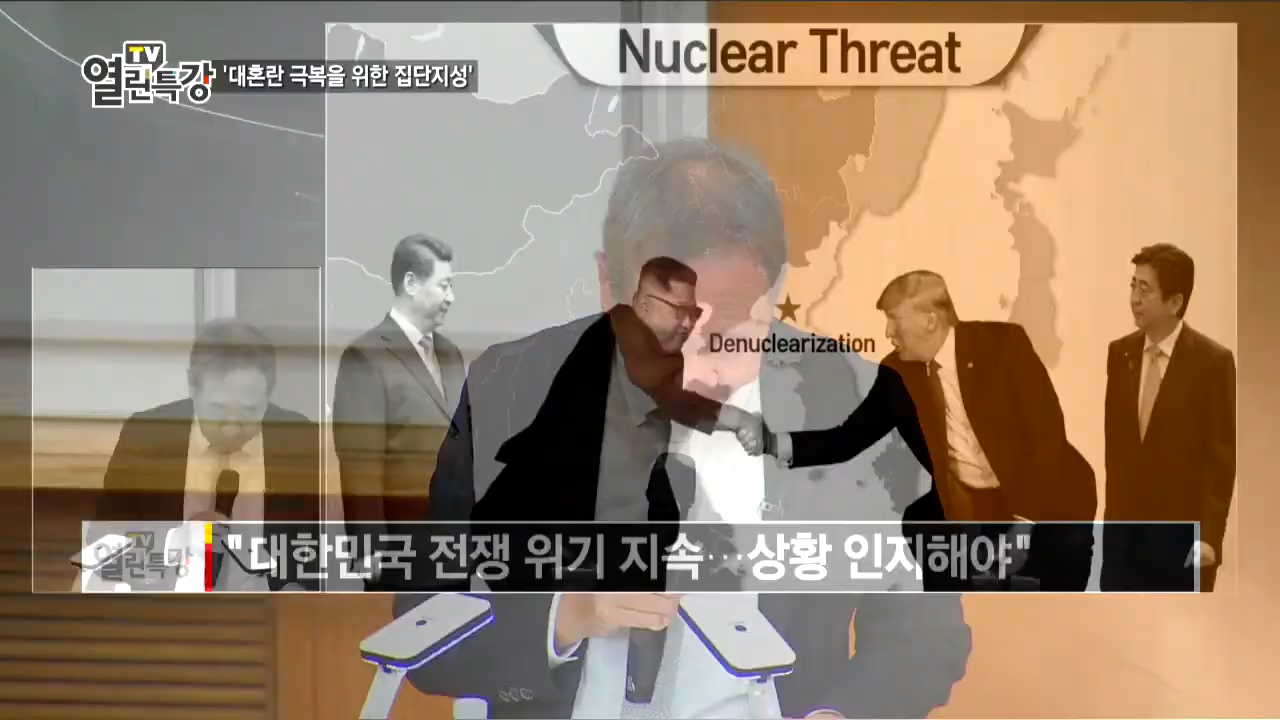 TV
열린특강
'대혼란 극복을 위한 집단지성'
Nuclear Threat
Denuclearization
TV
열린특강
"대한민국 전쟁 위기 지속…상황 인지해야"